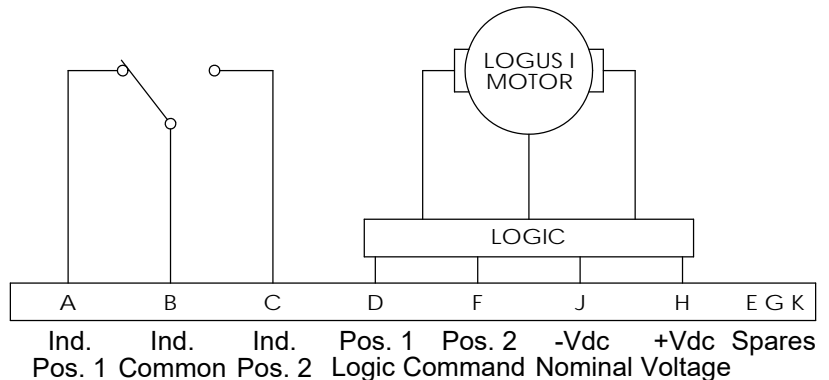 LOGUS I
MOTOR
LOGIC
A B C D F J H E G K
Ind. Ind. Ind. Pos. 1 Pos. 2 -Vdc +Vdc Spares
Pos. 1 Common Pos. 2 Logic Command Nominal Voltage